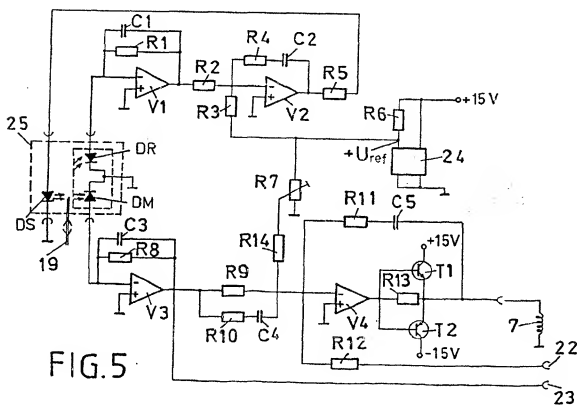 C1
R1
V1
R2
R4
C2
R5
V2
R3
R6
+15V
+Uref
24
25
DR
DM
DS
19
R7
R14
R11
C5
C3
R8
V3
R9
R10
C4
V4
R13
+15V
T1
T2
-15V
R12
7
22
23
FIG.5